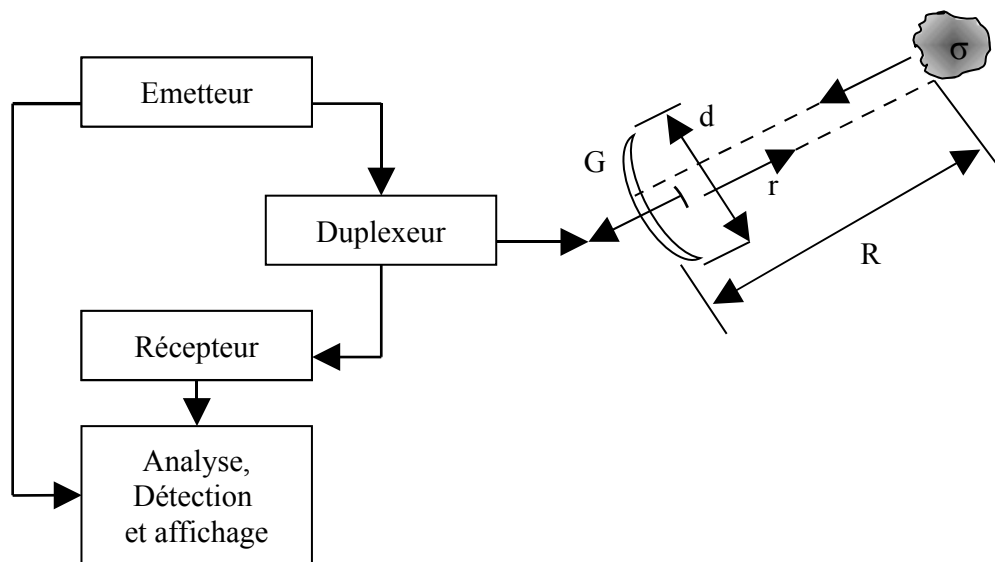 σ
Emetteur
d
G
r
Duplexeur
R
Récepteur
Analyse,
Détection
et affichage